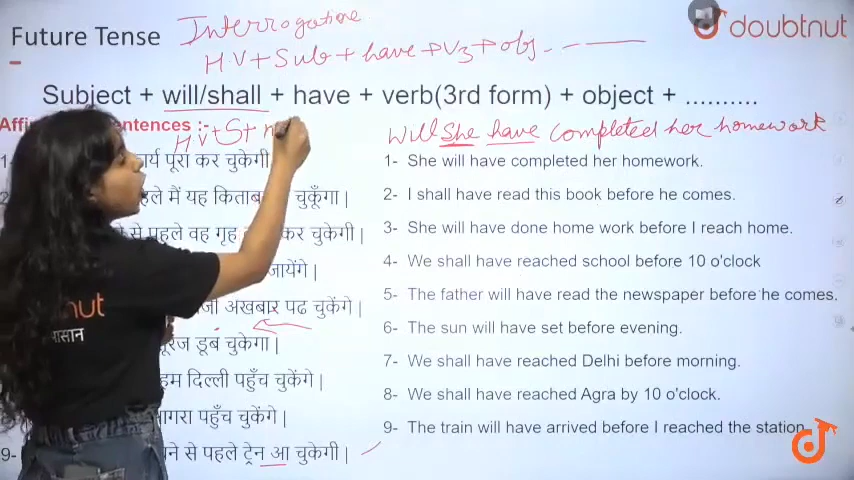 Future Tense
Interrogative
H.V + Sub + have + V3 + obj. - ———
doubtnut
Subject + will/shall + have + verb(3rd form) + object + ..........
H V + S + n
Will She have completed her homework
पूरा कर चुकेगी
1- She will have completed her homework.
मैं यह किताब चुकूँगा |
2- I shall have read this book before he comes.
से पहले वह गृह कर चुकेगी |
3- She will have done home work before I reach home.
जायेंगे |
4- We shall have reached school before 10 o'clock
अखबार पढ चुकेंगे |
5- The father will have read the newspaper before he comes.
डूब चुकेगा |
6- The sun will have set before evening.
हम दिल्ली पहुँच चुकेंगे |
7- We shall have reached Delhi before morning.
पहुँच चुकेंगे |
8- We shall have reached Agra by 10 o'clock.
9- से पहले ट्रेन आ चुकेगी |
9- The train will have arrived before I reached the station